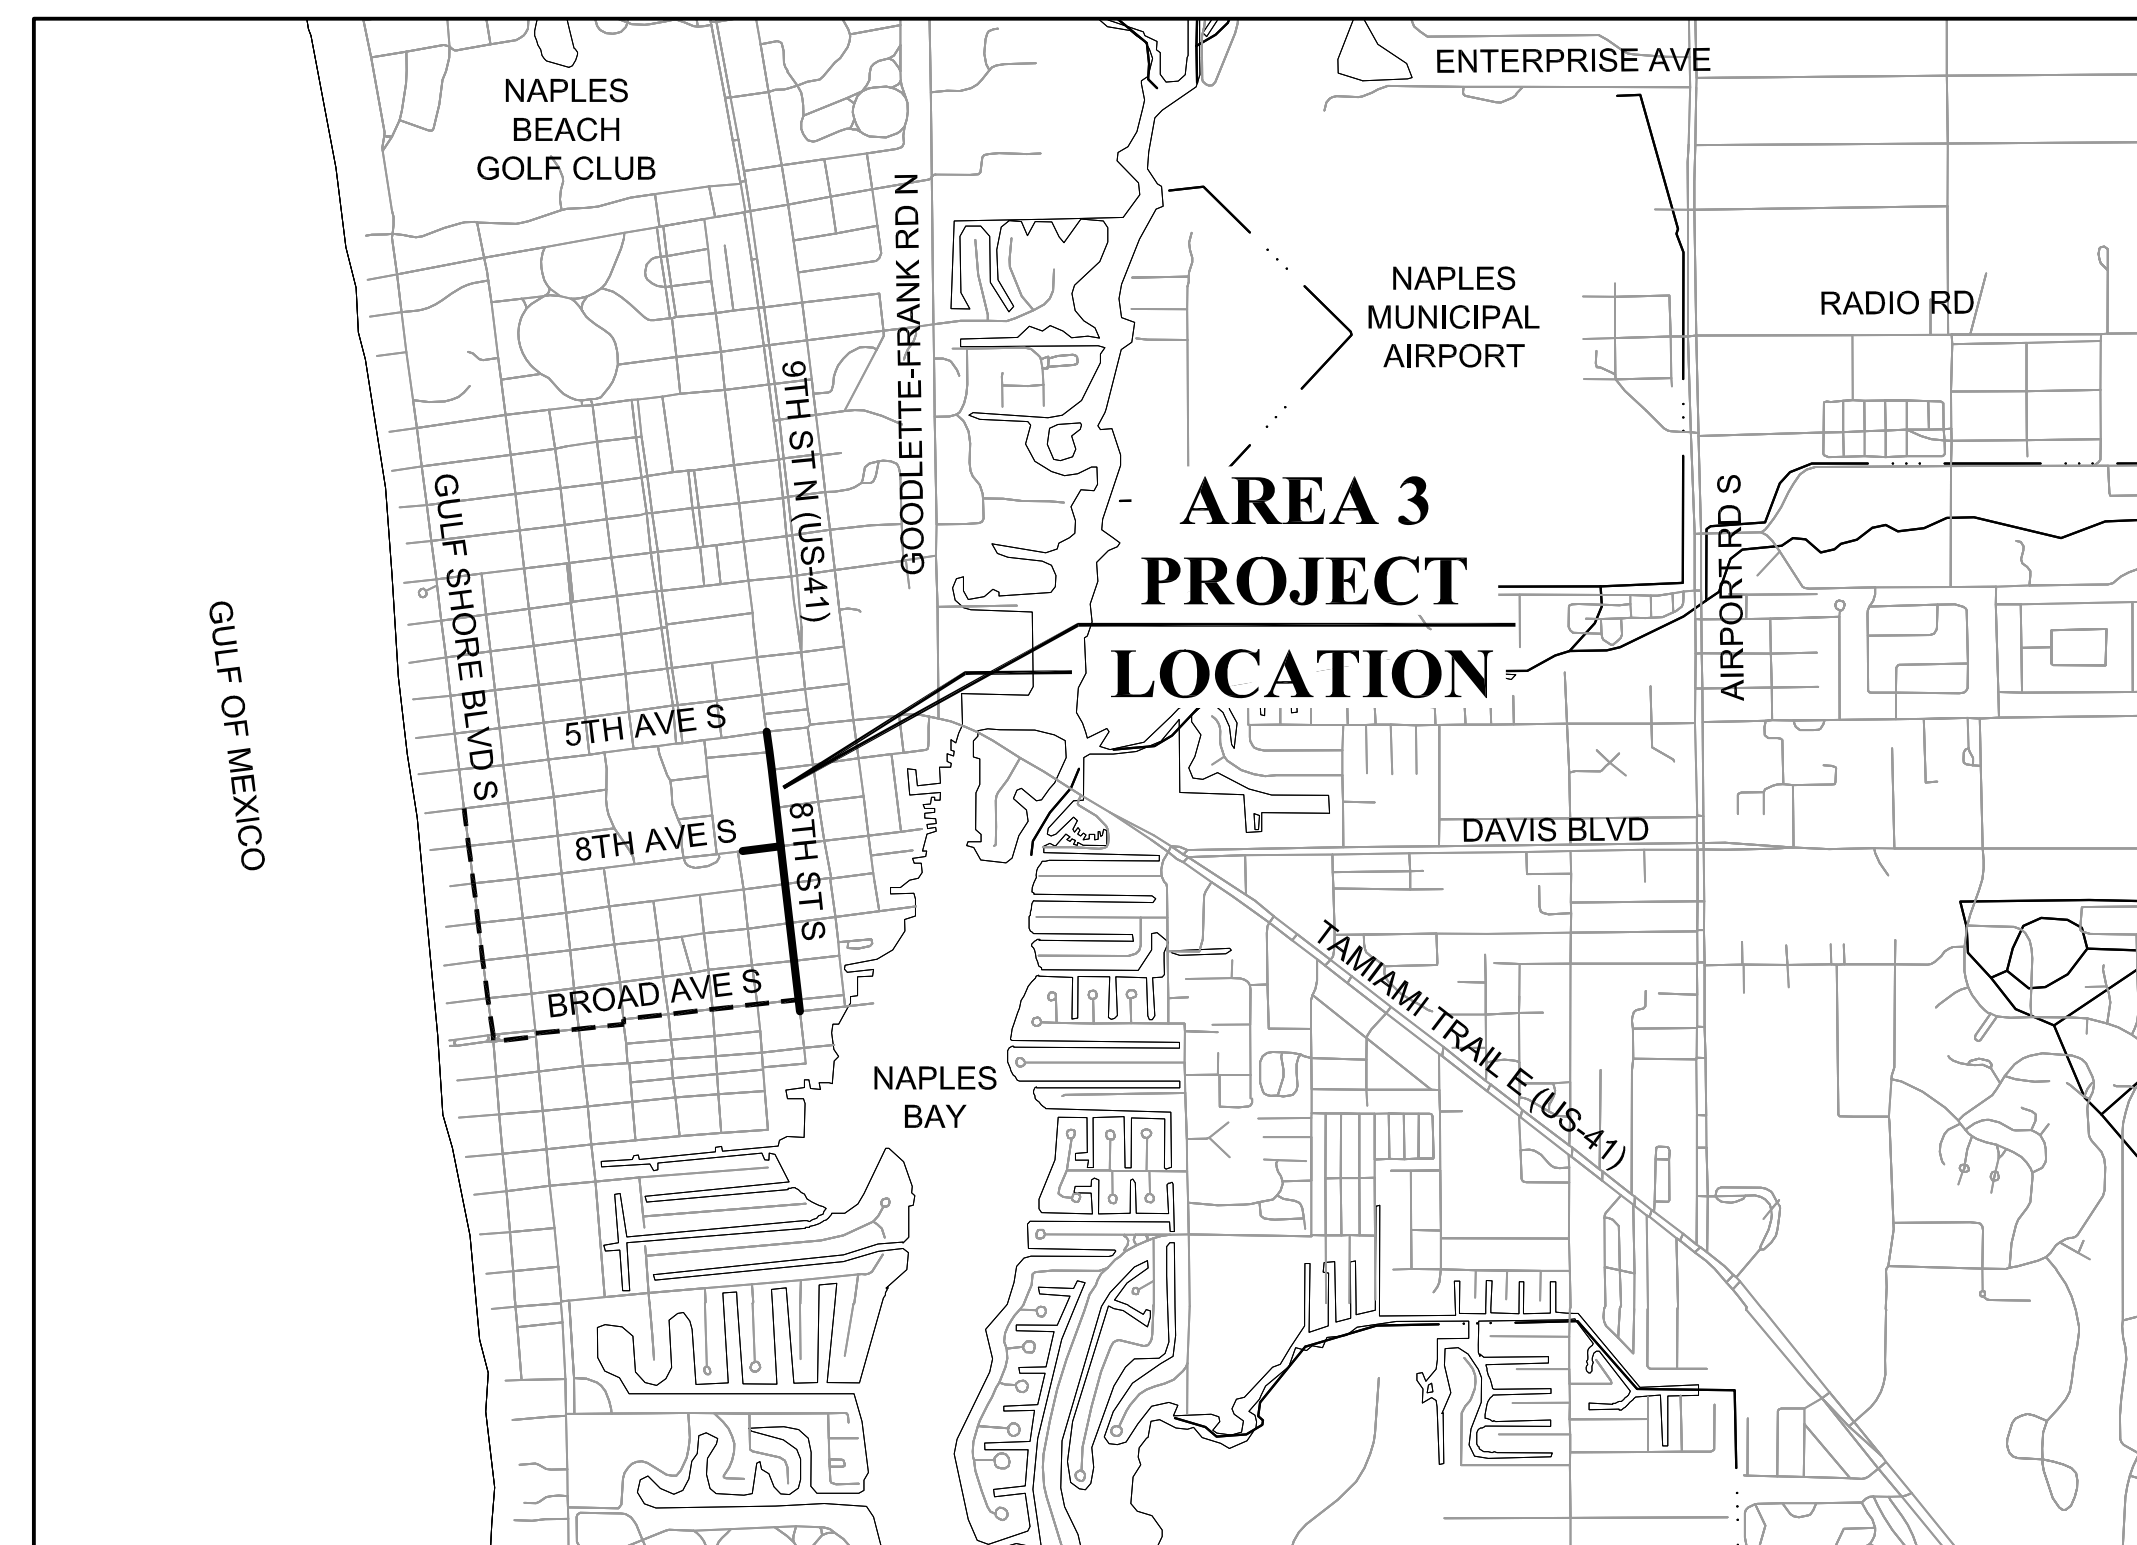 ENTERPRISE AVE
NAPLES
BEACH
GOLF CLUB
GOODLETTE-FRANK RD N
NAPLES
MUNICIPAL
AIRPORT
RADIO RD
9TH ST N (US-41)
GULF SHORE BLVD S
AREA 3
PROJECT
LOCATION
AIRPORT RD S
GULF OF MEXICO
5TH AVE S
8TH AVE S
8TH ST S
DAVIS BLVD
BROAD AVE S
TAMIAMI TRAIL E (US-41)
NAPLES
BAY